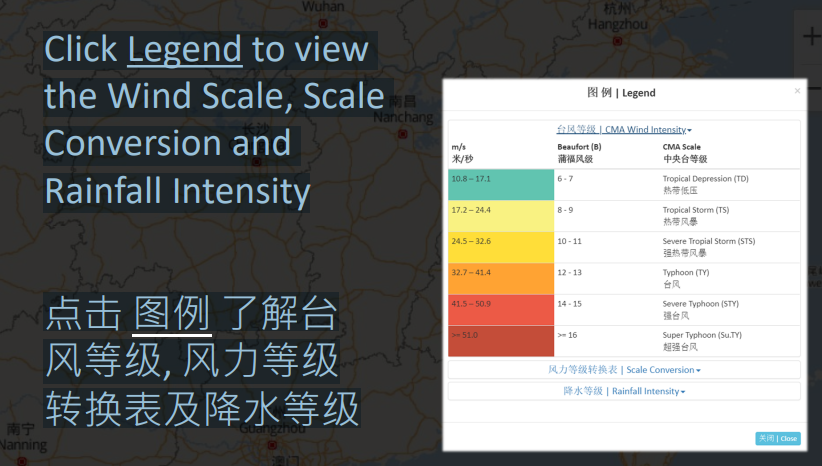 Wuhan
杭州
Hangzhou
Click Legend to view
the Wind Scale, Scale
Conversion and
Rainfall Intensity
南昌
Nanchang
长沙
点击 图例 了解台
风等级, 风力等级
转换表及降水等级
南宁
Nanning
澳门
图 例 | Legend
×
台风等级 | CMA Wind Intensity
m/s
米/秒
Beaufort (B)
蒲福风级
CMA Scale
中央台等级
10.8 – 17.1
6 - 7
Tropical Depression (TD)
热带低压
17.2 – 24.4
8 - 9
Tropical Storm (TS)
热带风暴
24.5 – 32.6
10 - 11
Severe Tropial Storm (STS)
强热带风暴
32.7 – 41.4
12 - 13
Typhoon (TY)
台风
41.5 – 50.9
14 - 15
Severe Typhoon (STY)
强台风
>= 51.0
>= 16
Super Typhoon (Su.TY)
超强台风
风力等级转换表 | Scale Conversion
降水等级 | Rainfall Intensity
关闭 | Close